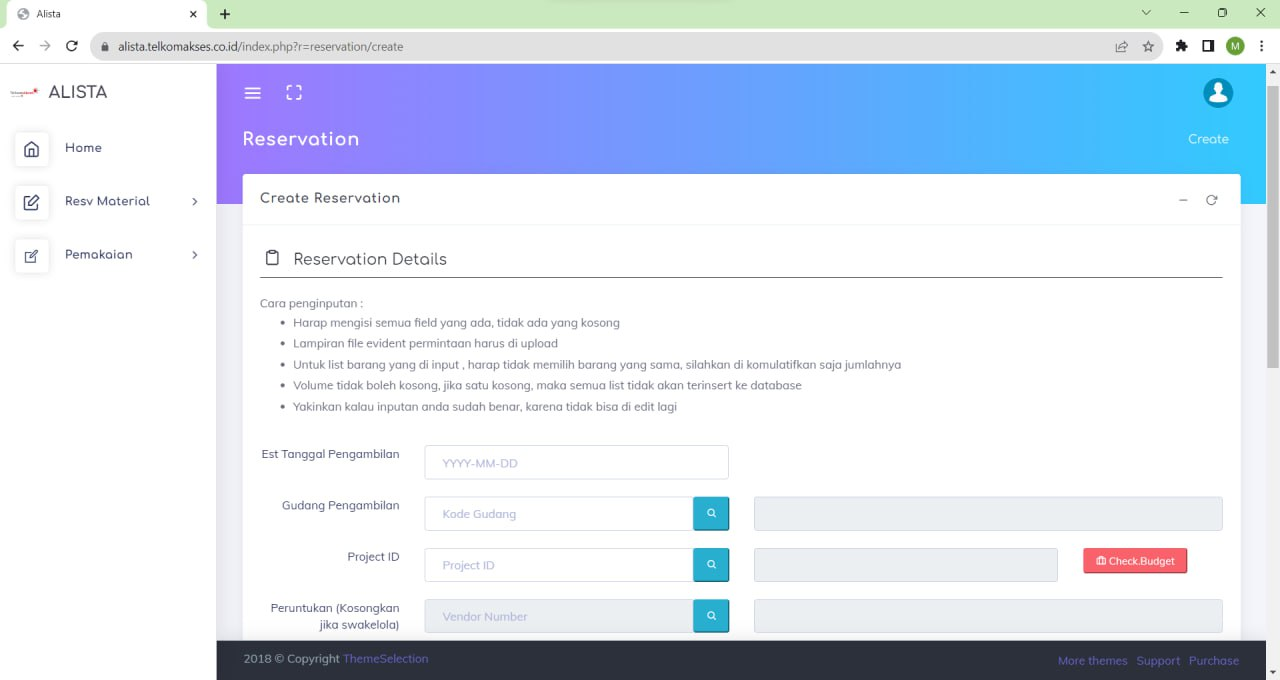 Alista
alista.telkomakses.co.id/index.php?r=reservation/create
M
ALISTA
Home
Resv Material
Pemakaian
Reservation
Create
Create Reservation
Reservation Details
Cara penginputan :
Harap mengisi semua field yang ada, tidak ada yang kosong
Lampiran file evident permintaan harus di upload
Untuk list barang yang di input , harap tidak memilih barang yang sama, silahkan di komulatifkan saja jumlahnya
Volume tidak boleh kosong, jika satu kosong, maka semua list tidak akan terinsert ke database
Yakinkan kalau inputan anda sudah benar, karena tidak bisa di edit lagi
Est Tanggal Pengambilan
YYYY-MM-DD
Gudang Pengambilan
Kode Gudang
Project ID
Project ID
Check.Budget
Peruntukan (Kosongkan
jika swakelola)
Vendor Number
2018 © Copyright ThemeSelection
More themes Support Purchase